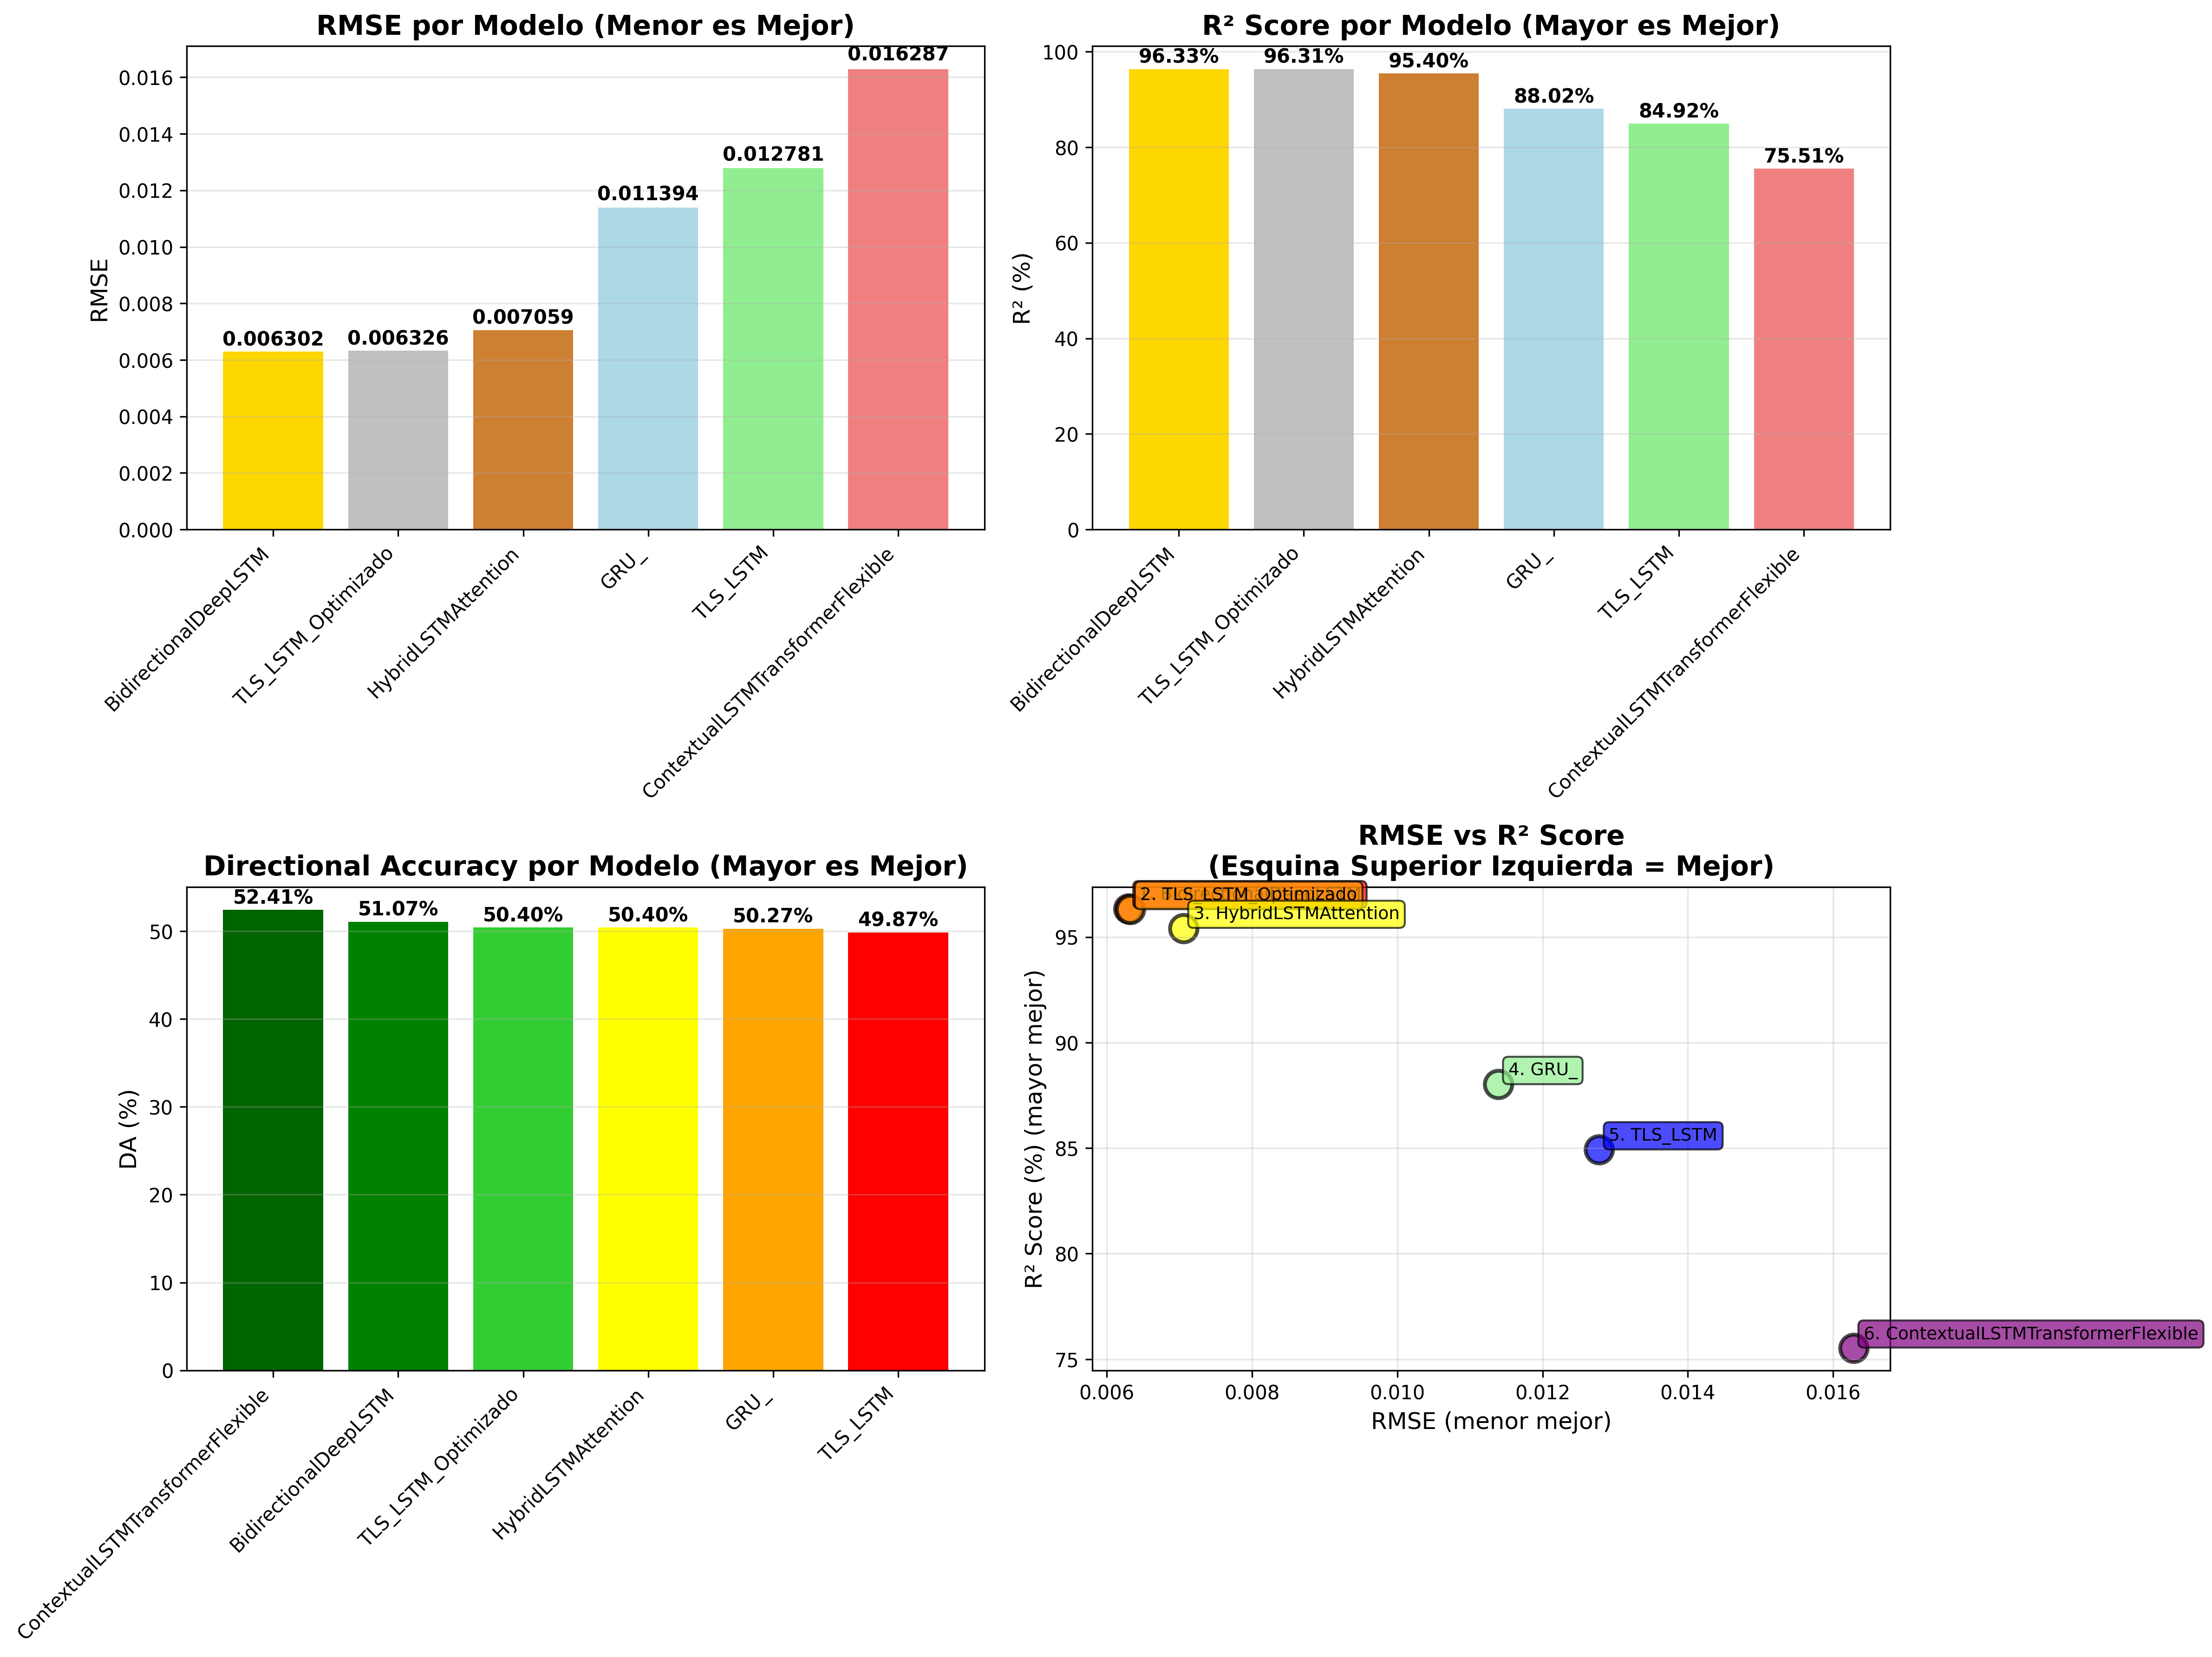 RMSE por Modelo (Menor es Mejor)
0.016287
0.016
0.014
0.012781
0.012
0.011394
0.010
RMSE
0.008
0.007059
0.006302
0.006326
0.006
0.004
0.002
0.000
BidirectionalDeepLSTM
TLS_LSTM_Optimizado
HybridLSTMAttention
GRU_
TLS_LSTM
ContextualLSTMTransformerFlexible
R² Score por Modelo (Mayor es Mejor)
100
96.33%
96.31%
95.40%
88.02%
84.92%
80
75.51%
60
R² (%)
40
20
0
BidirectionalDeepLSTM
TLS_LSTM_Optimizado
HybridLSTMAttention
GRU_
TLS_LSTM
ContextualLSTMTransformerFlexible
Directional Accuracy por Modelo (Mayor es Mejor)
52.41%
51.07%
50.40%
50.40%
50.27%
49.87%
50
40
30
DA (%)
20
10
0
ContextualLSTMTransformerFlexible
BidirectionalDeepLSTM
TLS_LSTM_Optimizado
HybridLSTMAttention
GRU_
TLS_LSTM
RMSE vs R² Score
(Esquina Superior Izquierda = Mejor)
2. TLS_LSTM_Optimizado
3. HybridLSTMAttention
95
90
4. GRU_
R² Score (%) (mayor mejor)
85
5. TLS_LSTM
80
6. ContextualLSTMTransformerFlexible
75
0.006
0.008
0.010
0.012
0.014
0.016
RMSE (menor mejor)